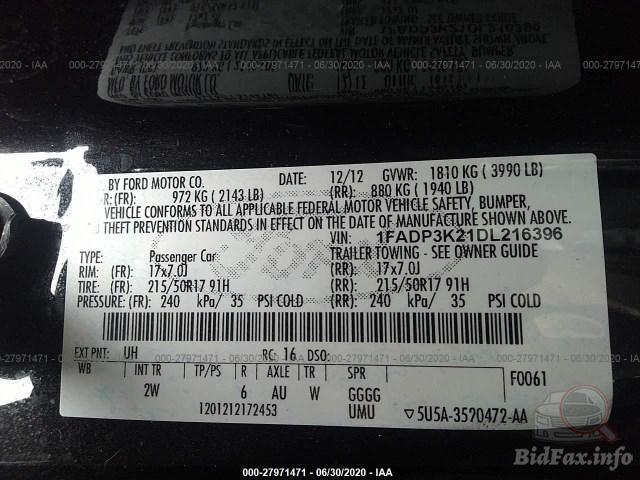 000-27971471 - 06/30/2020 - IAA
BY FORD MOTOR CO. DATE: 12/12 GVWR: 1810 KG ( 3990 LB)
R: (FR): 972 KG ( 2143 LB) (RR): 880 KG ( 1940 LB)
VEHICLE CONFORMS TO ALL APPLICABLE FEDERAL MOTOR VEHICLE SAFETY, BUMPER,
THEFT PREVENTION STANDARDS IN EFFECT ON THE DATE OF MANUFACTURE SHOWN ABOVE.
VIN: 1FADP3K21DL216396
TYPE: Passenger Car TRAILER TOWING - SEE OWNER GUIDE
RIM: (FR) 17x7.0J (RR) 17x7.0J
TIRE: (FR) 215/50R17 91H (RR) 215/50R17 91H
PRESSURE: (FR) 240 kPa/ 35 PSI COLD (RR) 240 kPa/ 35 PSI COLD
EXT PNT: UH RC: 16 DSO:
WB INT TR TP/PS R AXLE TR SPR F0061
2W 6 AU W GGGG
1201212172453 UMU 5U5A-3590472-AA
000-27971471 - 06/30/2020 - IAA
BidFax.info